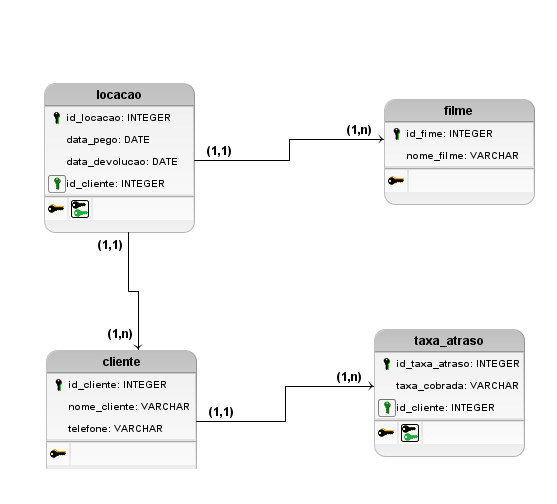 locacao
id_locacao: INTEGER
data_pego: DATE
data_devolucao: DATE
id_cliente: INTEGER
(1,1)
(1,n)
filme
id_fime: INTEGER
nome_filme: VARCHAR
(1,1)
(1,n)
cliente
id_cliente: INTEGER
nome_cliente: VARCHAR
telefone: VARCHAR
(1,1)
(1,n)
taxa_atraso
id_taxa_atraso: INTEGER
taxa_cobrada: VARCHAR
id_cliente: INTEGER